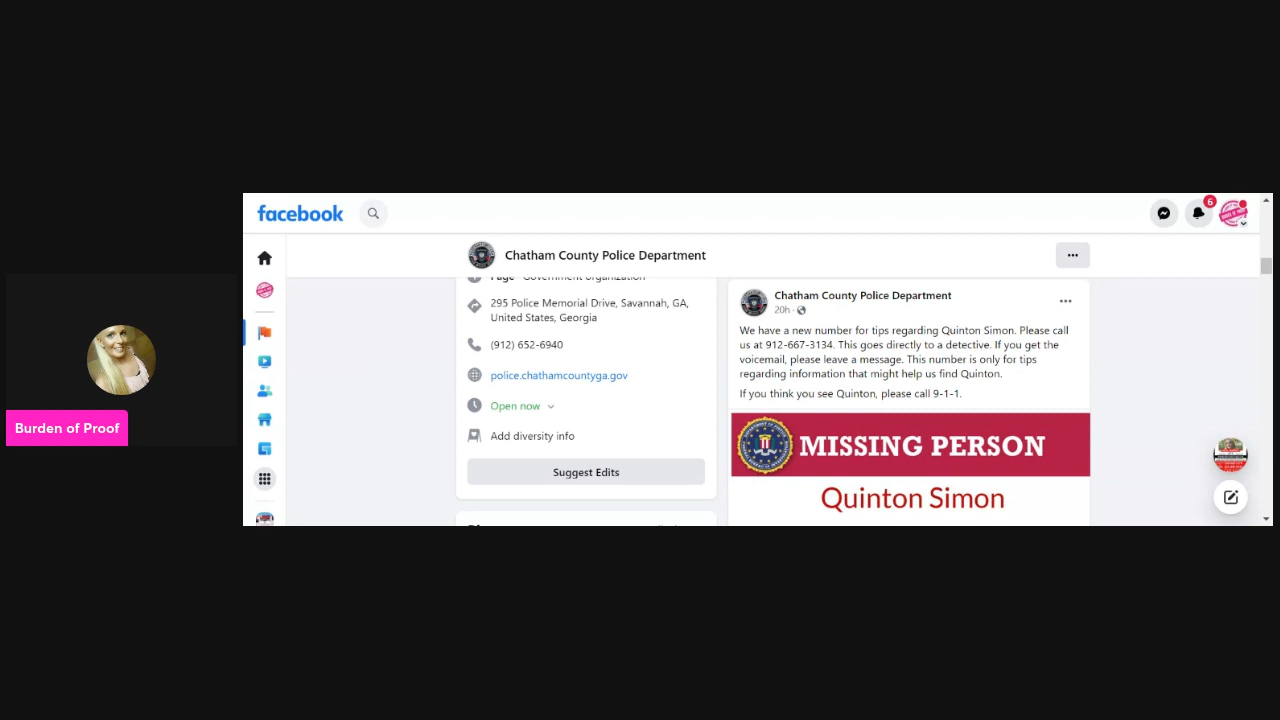 facebook
6
Chatham County Police Department
Page · Government organization
295 Police Memorial Drive, Savannah, GA,
United States, Georgia
(912) 652-6940
police.chathamcountyga.gov
Open now
Add diversity info
Suggest Edits
Chatham County Police Department
20h ·
We have a new number for tips regarding Quinton Simon. Please call
us at 912-667-3134. This goes directly to a detective. If you get the
voicemail, please leave a message. This number is only for tips
regarding information that might help us find Quinton.
If you think you see Quinton, please call 9-1-1.
MISSING PERSON
Quinton Simon
Burden of Proof